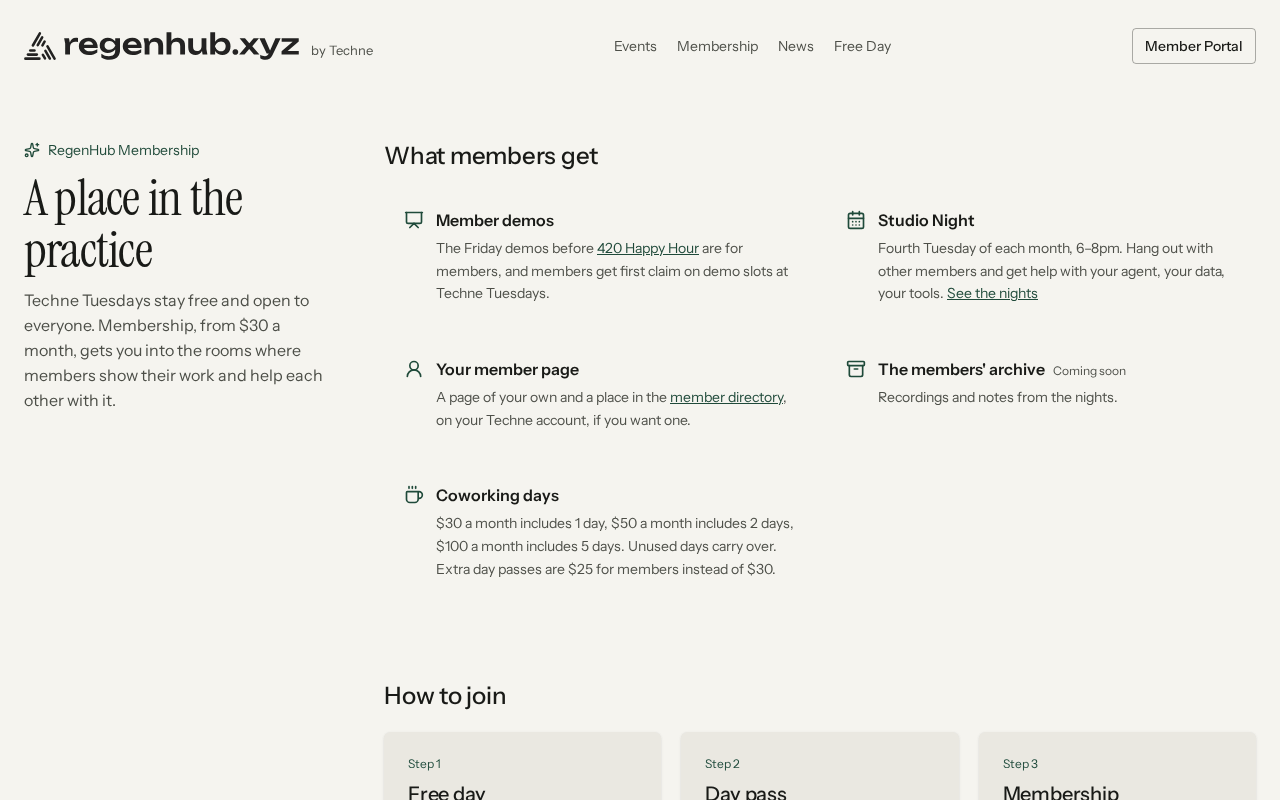 regenhub.xyz by Techne
Events Membership News Free Day
Member Portal
RegenHub Membership
A place in the
practice
Techne Tuesdays stay free and open to
everyone. Membership, from $30 a
month, gets you into the rooms where
members show their work and help each
other with it.
What members get
Member demos
The Friday demos before 420 Happy Hour are for
members, and members get first claim on demo slots at
Techne Tuesdays.
Studio Night
Fourth Tuesday of each month, 6–8pm. Hang out with
other members and get help with your agent, your data,
your tools. See the nights
Your member page
A page of your own and a place in the member directory,
on your Techne account, if you want one.
The members' archive Coming soon
Recordings and notes from the nights.
Coworking days
$30 a month includes 1 day, $50 a month includes 2 days,
$100 a month includes 5 days. Unused days carry over.
Extra day passes are $25 for members instead of $30.
How to join
Step 1
Free day
Step 2
Day pass
Step 3
Membership